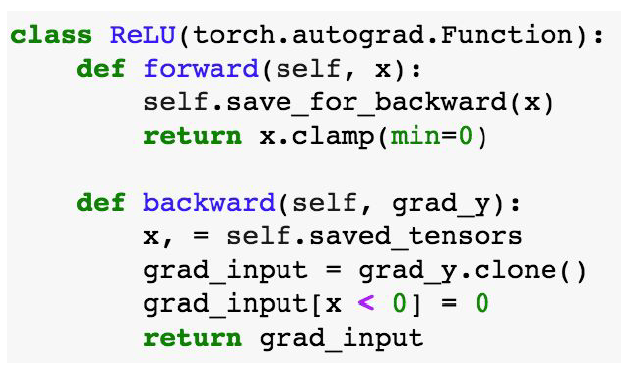 class ReLU(torch.autograd.Function):
    def forward(self, x):
        self.save_for_backward(x)
        return x.clamp(min=0)

    def backward(self, grad_y):
        x, = self.saved_tensors
        grad_input = grad_y.clone()
        grad_input[x < 0] = 0
        return grad_input